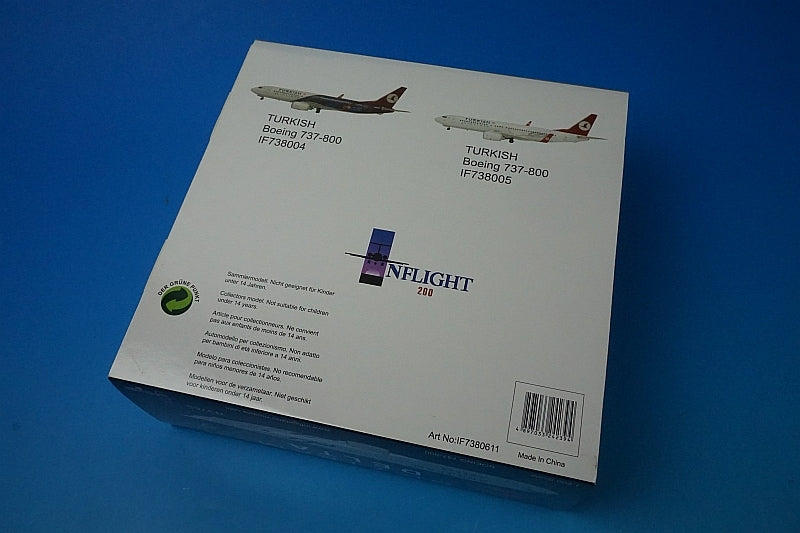 TURKISH
Boeing 737-800
IF738004
TURKISH
Boeing 737-800
IF738005
INFLIGHT
200
DER GRÜNE PUNKT
Sammlermodell. Nicht geeignet für Kinder
unter 14 Jahren.
Collectors model. Not suitable for children
under 14 years.
Article pour collectionneurs. Ne convient
pas aux enfants de moins de 14 ans.
Automodello per collezionismo. Non adatto
per bambini di età inferiore a 14 anni.
Modelo para coleccionistas. No recomendable
para niños menores de 14 años.
Modellen voor de verzamelaar. Niet geschikt
voor kinderen onder 14 jaar.
Art No:IF7380611
Made In China
DELTA